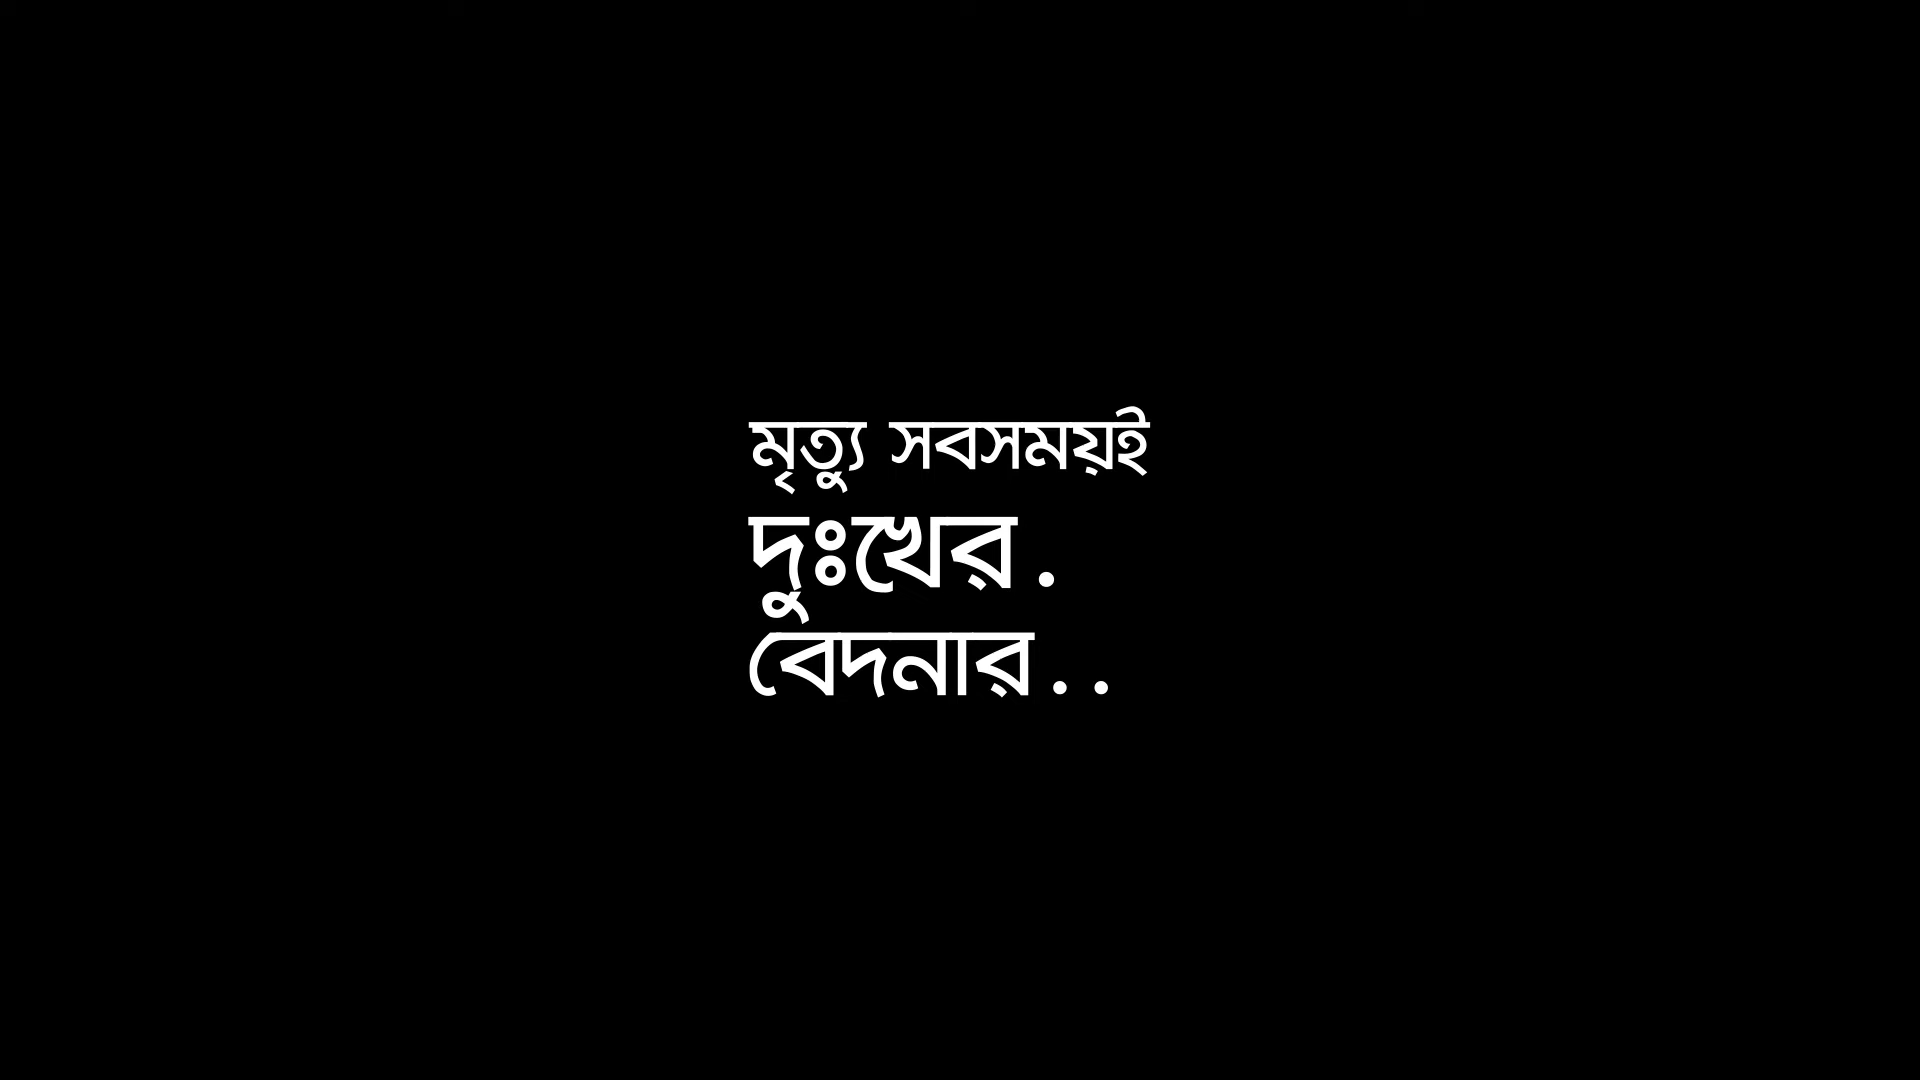 মৃত্যু সবসময়ই
দুঃখের .
বেদনার . .